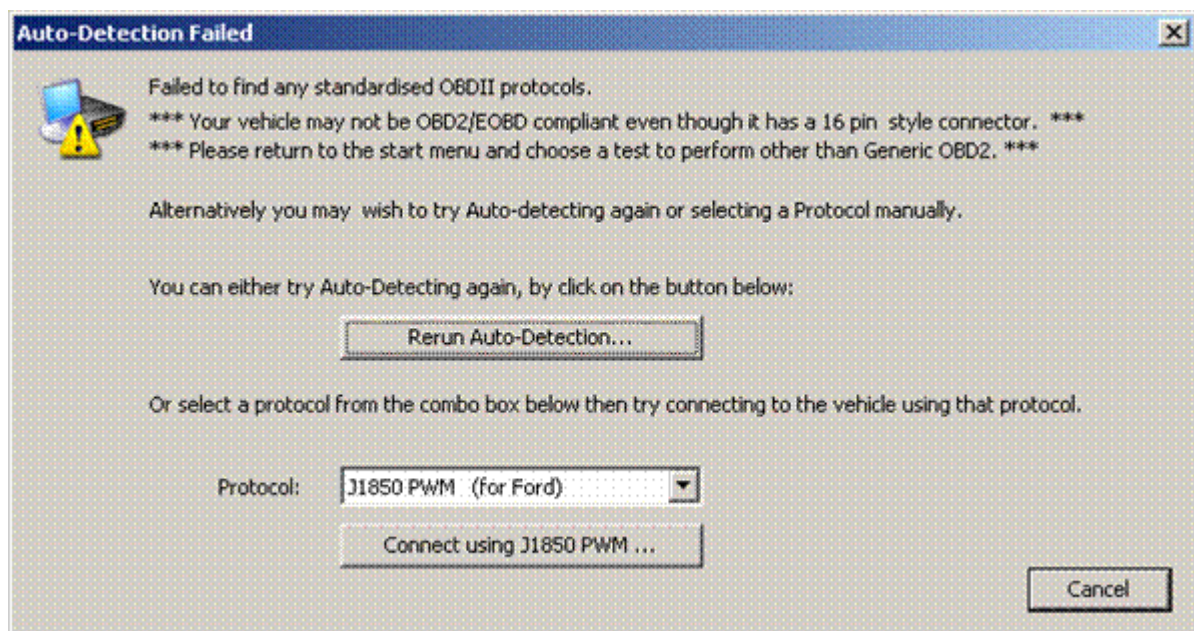 Auto-Detection Failed
Failed to find any standardised OBDII protocols.
*** Your vehicle may not be OBD2/EOBD compliant even though it has a 16 pin style connector. ***
*** Please return to the start menu and choose a test to perform other than Generic OBD2. ***
Alternatively you may wish to try Auto-detecting again or selecting a Protocol manually.
You can either try Auto-Detecting again, by click on the button below:
Rerun Auto-Detection...
Or select a protocol from the combo box below then try connecting to the vehicle using that protocol.
Protocol: J1850 PWM (for Ford)
Connect using J1850 PWM ...
Cancel